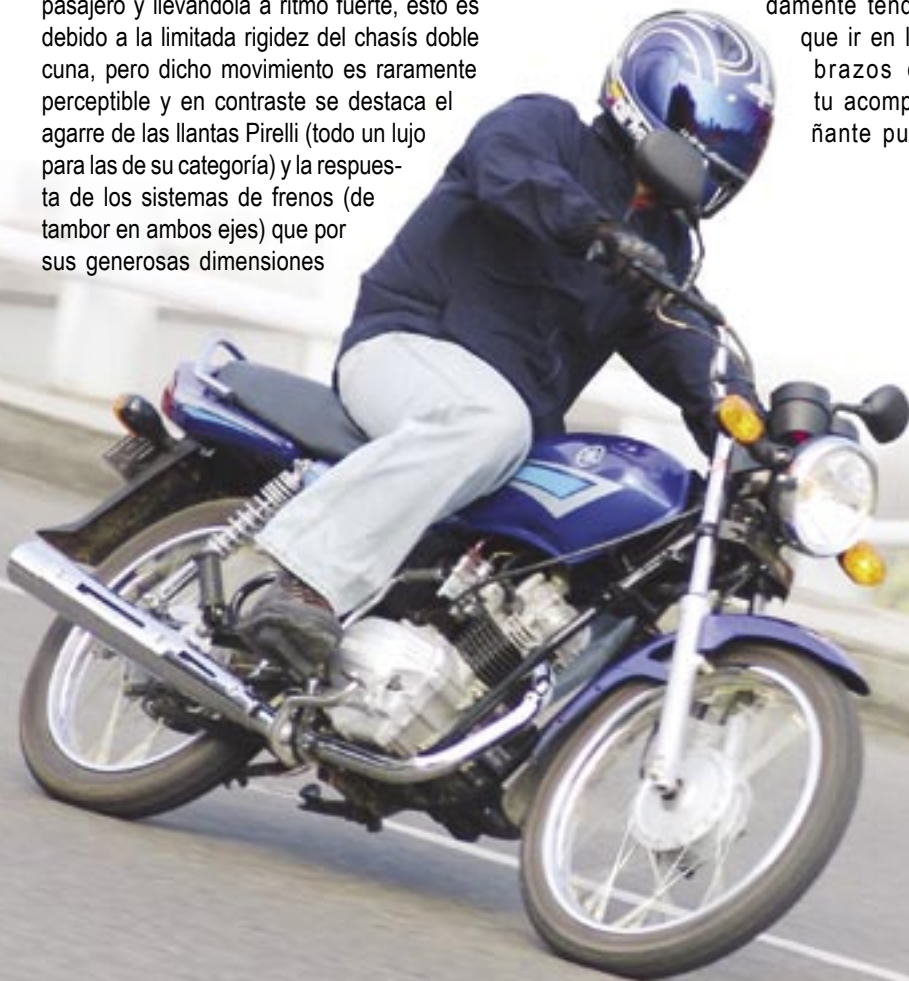 pasajero y llevándola a ritmo fuerte, esto es
debido a la limitada rigidez del chasís doble
cuna, pero dicho movimiento es raramente
perceptible y en contraste se destaca el
agarre de las llantas Pirelli (todo un lujo
para las de su categoría) y la respues-
ta de los sistemas de frenos (de
tambor en ambos ejes) que por
sus generosas dimensiones
damente tend
que ir en l
brazos
tu acomp
ñante pu